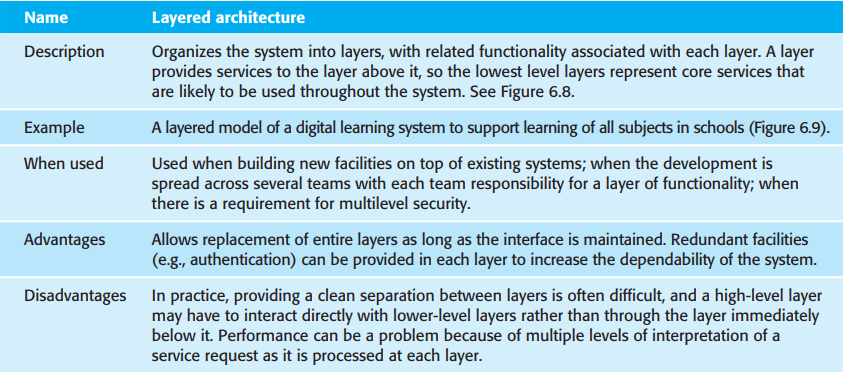 Name Layered architecture
Description Organizes the system into layers, with related functionality associated with each layer. A layer
provides services to the layer above it, so the lowest level layers represent core services that
are likely to be used throughout the system. See Figure 6.8.
Example A layered model of a digital learning system to support learning of all subjects in schools (Figure 6.9).
When used Used when building new facilities on top of existing systems; when the development is
spread across several teams with each team responsibility for a layer of functionality; when
there is a requirement for multilevel security.
Advantages Allows replacement of entire layers as long as the interface is maintained. Redundant facilities
(e.g., authentication) can be provided in each layer to increase the dependability of the system.
Disadvantages In practice, providing a clean separation between layers is often difficult, and a high-level layer
may have to interact directly with lower-level layers rather than through the layer immediately
below it. Performance can be a problem because of multiple levels of interpretation of a
service request as it is processed at each layer.